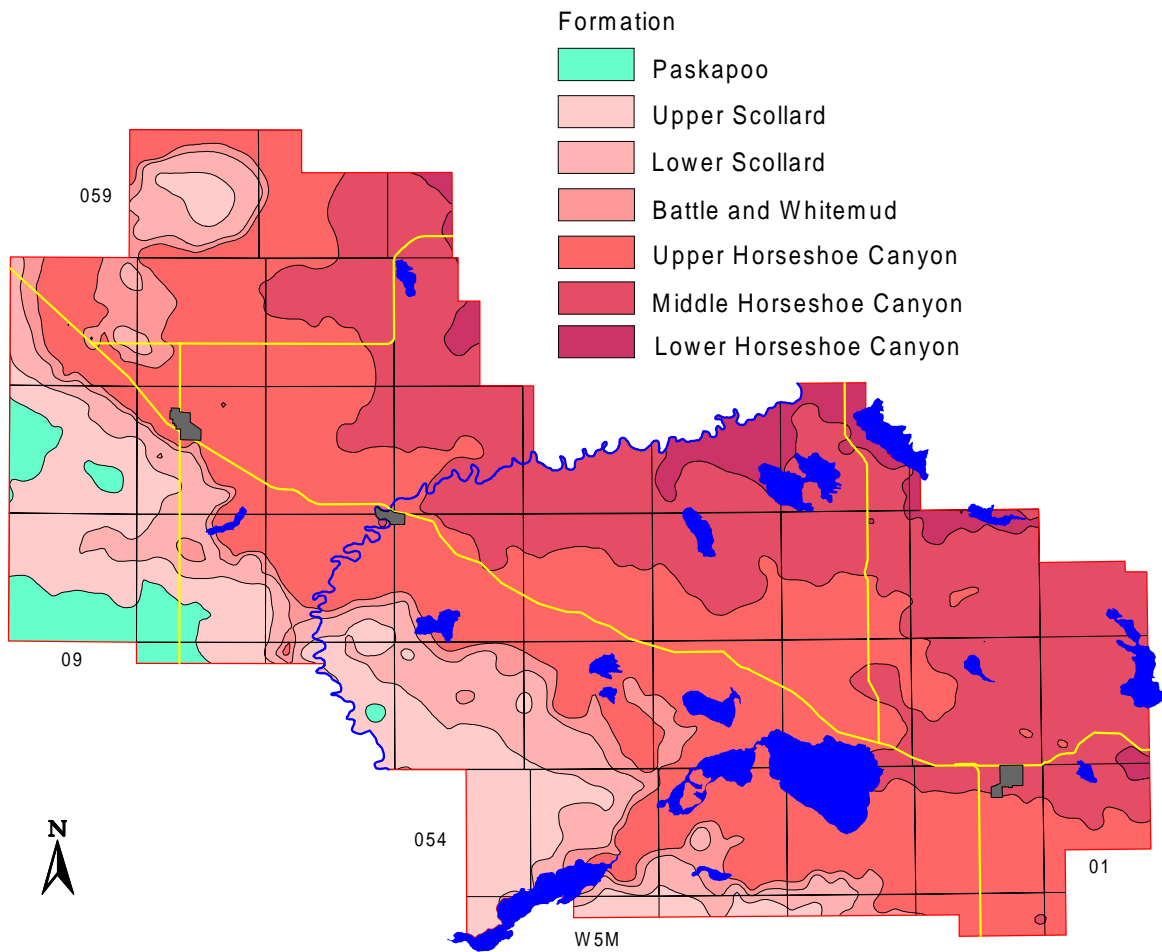 Formation
Paskapoo
Upper Scollard
Lower Scollard
Battle and Whitemud
Upper Horseshoe Canyon
Middle Horseshoe Canyon
Lower Horseshoe Canyon
059
09
N
054
01
W5M